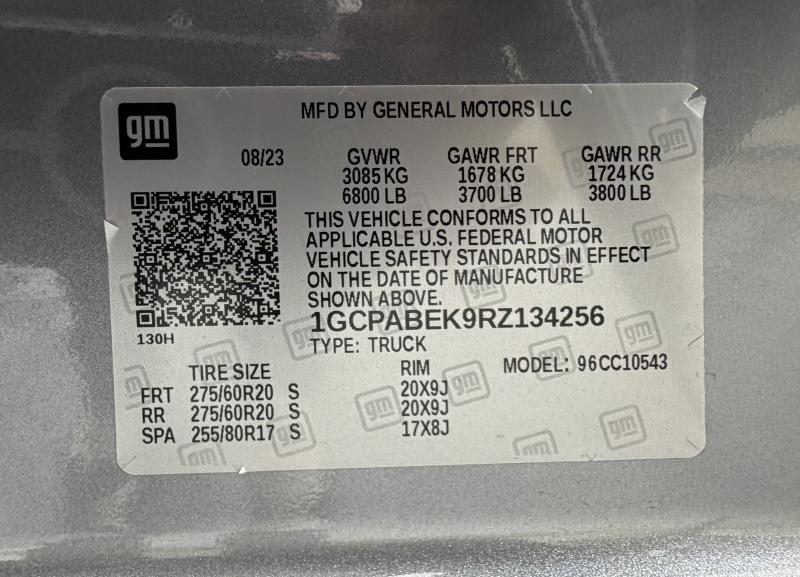 gm
MFD BY GENERAL MOTORS LLC
08/23 GVWR GAWR FRT GAWR RR
3085 KG 1678 KG 1724 KG
6800 LB 3700 LB 3800 LB
THIS VEHICLE CONFORMS TO ALL
APPLICABLE U.S. FEDERAL MOTOR
VEHICLE SAFETY STANDARDS IN EFFECT
ON THE DATE OF MANUFACTURE
SHOWN ABOVE.
1GCPABEK9RZ134256
130H
TYPE: TRUCK
TIRE SIZE RIM MODEL: 96CC10543
FRT 275/60R20 S 20X9J
RR 275/60R20 S 20X9J
SPA 255/80R17 S 17X8J